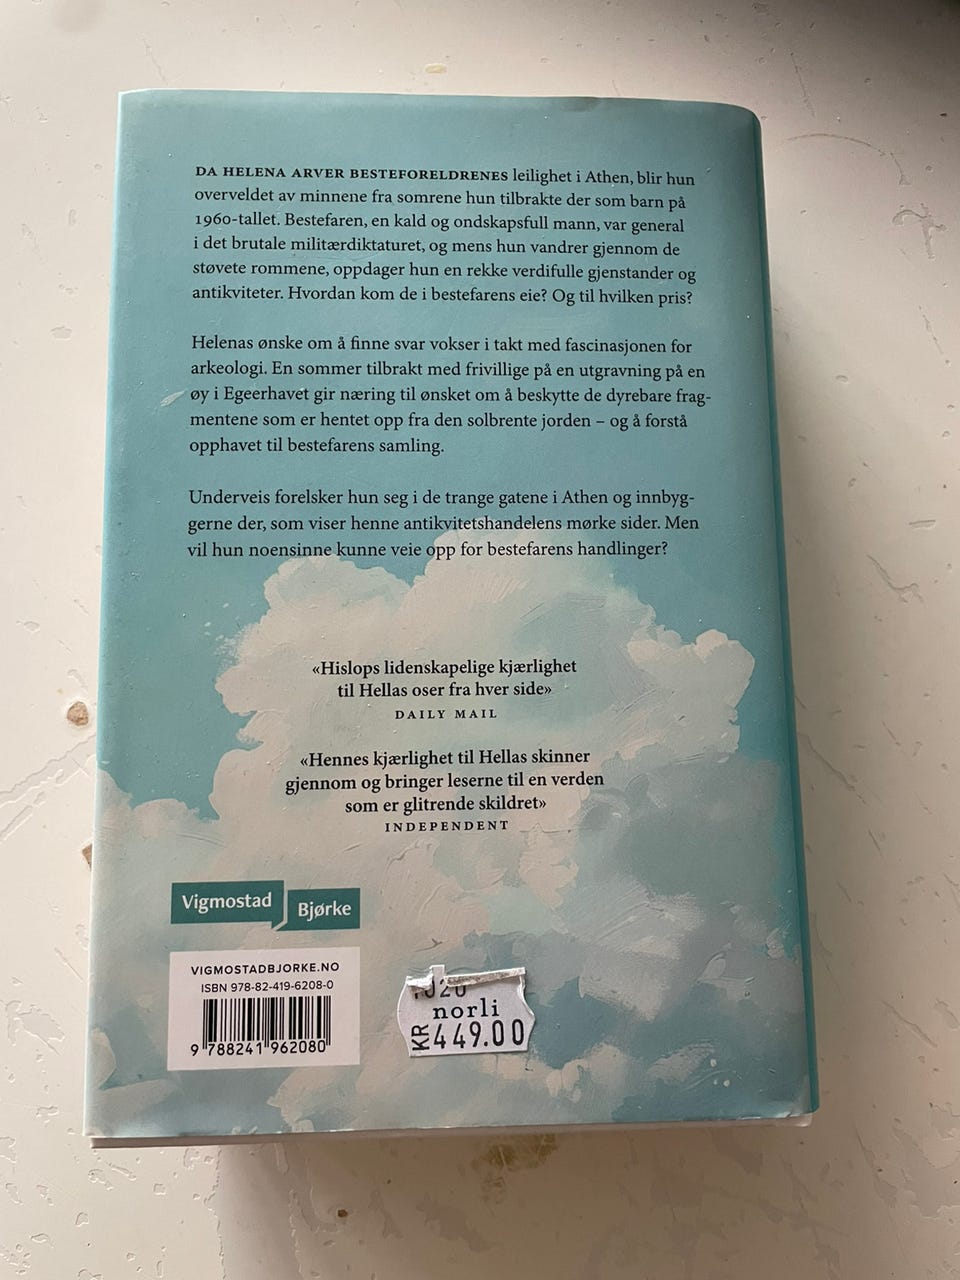 DA HELENA ARVER BESTEFORELDRENES leilighet i Athen, blir hun
overveldet av minnene fra somrene hun tilbrakte der som barn på
1960-tallet. Bestefaren, en kald og ondskapsfull mann, var general
i det brutale militærdiktaturet, og mens hun vandrer gjennom de
støvete rommene, oppdager hun en rekke verdifulle gjenstander og
antikviteter. Hvordan kom de i bestefarens eie? Og til hvilken pris?
Helenas ønske om å finne svar vokser i takt med fascinasjonen for
arkeologi. En sommer tilbrakt med frivillige på en utgravning på en
øy i Egeerhavet gir næring til ønsket om å beskytte de dyrebare frag-
mentene som er hentet opp fra den solbrente jorden – og å forstå
opphavet til bestefarens samling.
Underveis forelsker hun seg i de trange gatene i Athen og innbyg-
gerne der, som viser henne antikvitetshandelens mørke sider. Men
vil hun noensinne kunne veie opp for bestefarens handlinger?
«Hislops lidenskapelige kjærlighet
til Hellas oser fra hver side»
DAILY MAIL
«Hennes kjærlighet til Hellas skinner
gjennom og bringer leserne til en verden
som er glitrende skildret»
INDEPENDENT
Vigmostad
Bjørke
VIGMOSTADBJORKE.NO
ISBN 978-82-419-6208-0
9 788241 962080
norli
KR 449.00